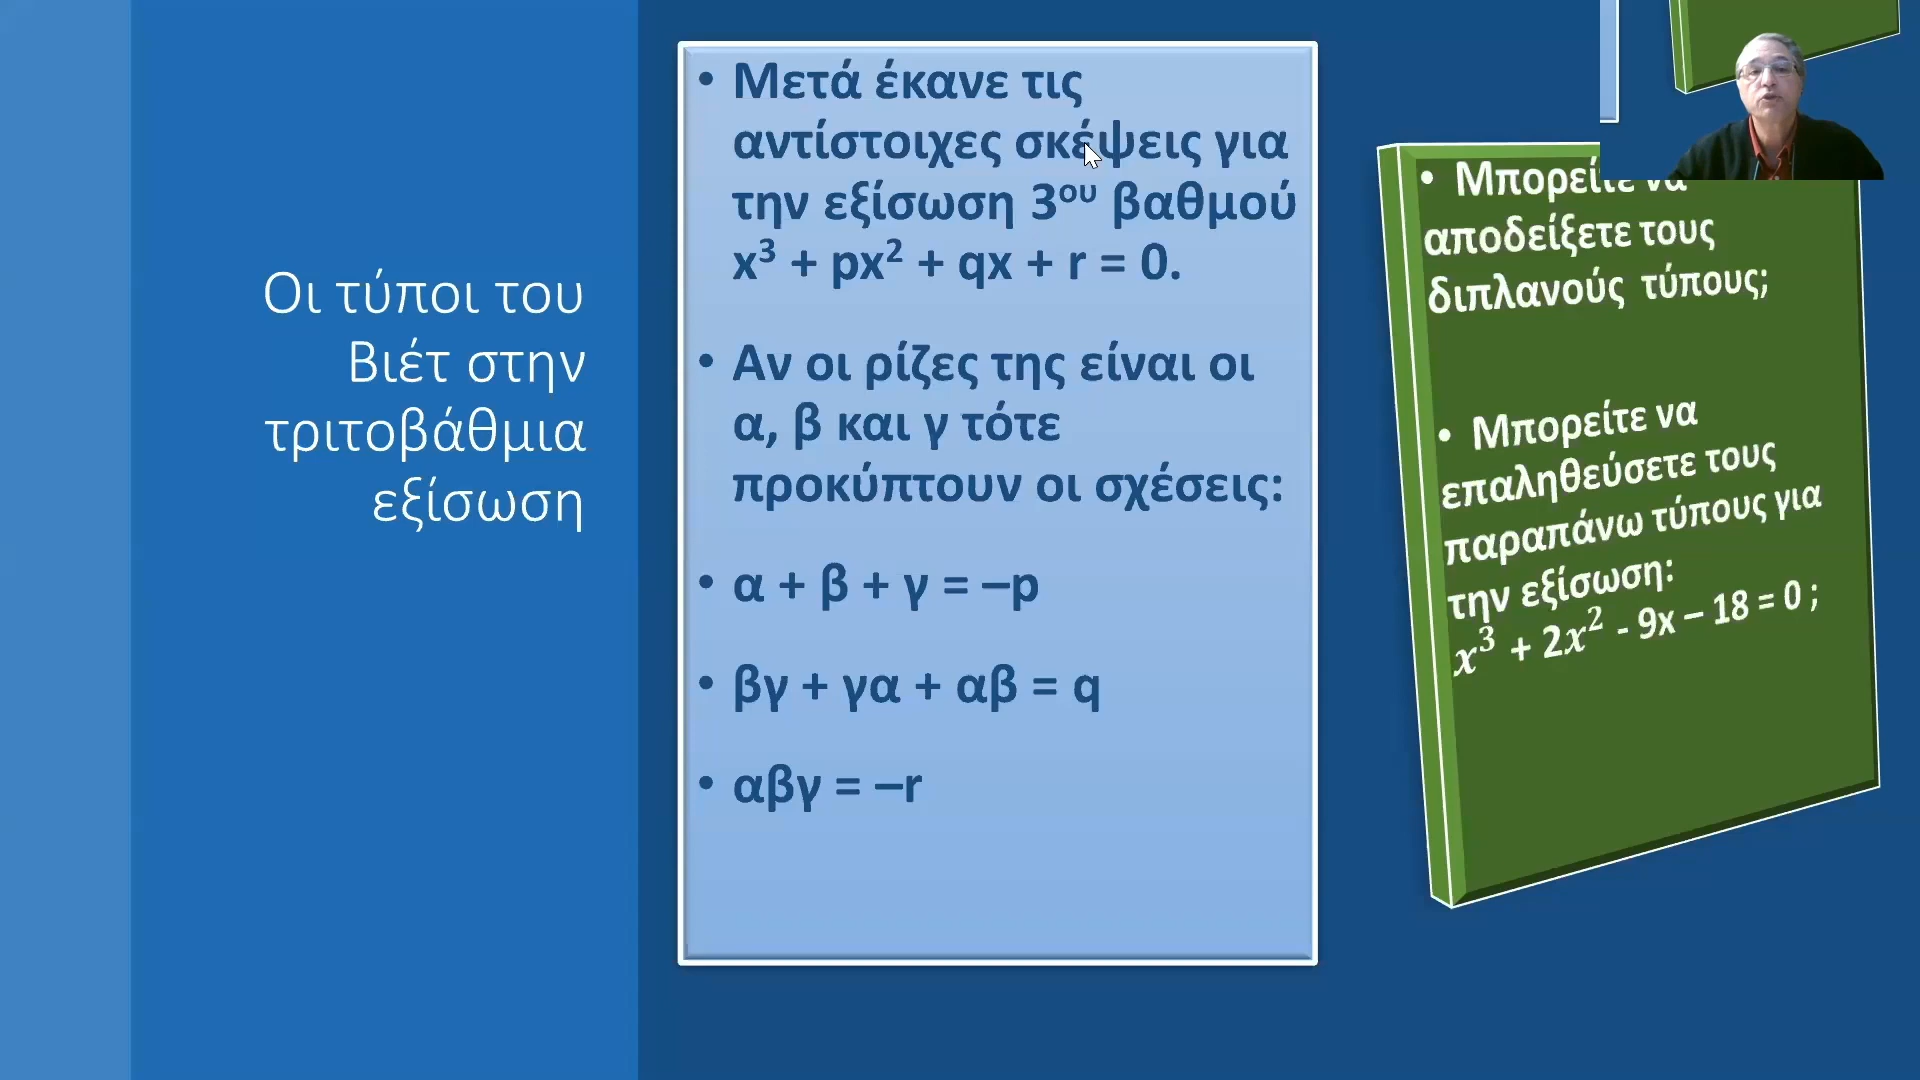 Οι τύποι του
Βιέτ στην
τριτοβάθμια
εξίσωση
• Μετά έκανε τις
αντίστοιχες σκέψεις για
την εξίσωση 3ου βαθμού
x³ + px² + qx + r = 0.
• Αν οι ρίζες της είναι οι
α, β και γ τότε
προκύπτουν οι σχέσεις:
• α + β + γ = –p
• βγ + γα + αβ = q
• αβγ = –r
• Μπορείτε να
αποδείξετε τους
διπλανούς τύπους;
• Μπορείτε να
επαληθεύσετε τους
παραπάνω τύπους για
την εξίσωση:
x³ + 2x² - 9x – 18 = 0 ;